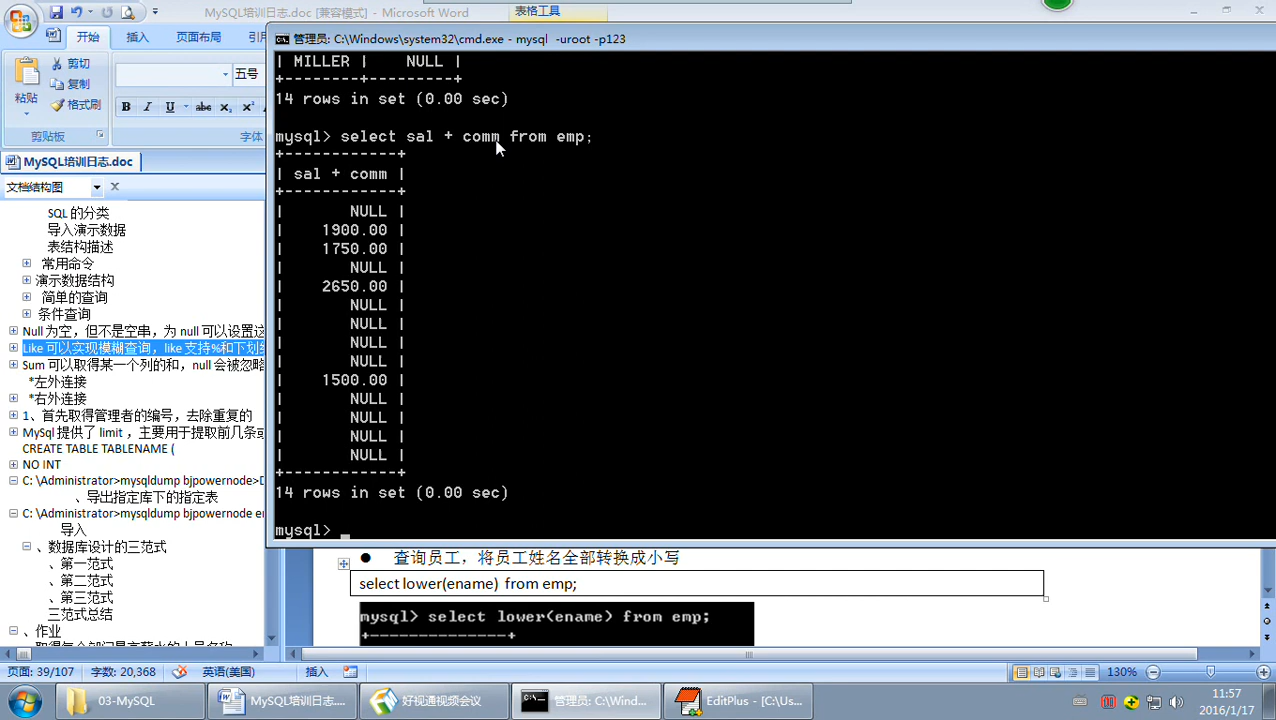 MySQL培训日志.doc [兼容模式] - Microsoft Word
表格工具
开始
插入
页面布局
管理员: C:\Windows\system32\cmd.exe - mysql  -uroot -p123
剪切
复制
粘贴
格式刷
五号
剪贴板
字体
MySQL培训日志.doc
文档结构图
SQL 的分类
导入演示数据
表结构描述
常用命令
演示数据结构
简单的查询
条件查询
Null 为空，但不是空串，为 null 可以设置这
Like 可以实现模糊查询，like 支持%和下划
Sum 可以取得某一个列的和，null 会被忽略
*左外连接
*右外连接
1、首先取得管理者的编号，去除重复的
MySql 提供了 limit ，主要用于提取前几条或
CREATE TABLE TABLENAME (
NO INT
C: \Administrator>mysqldump bjpowernode>D
、导出指定库下的指定表
C: \Administrator>mysqldump bjpowernode e
导入
、数据库设计的三范式
、第一范式
、第二范式
、第三范式
三范式总结
、作业
| MILLER |    NULL |
+--------+---------+
14 rows in set (0.00 sec)
mysql> select sal + comm from emp;
+------------+
| sal + comm |
+------------+
|       NULL |
|    1900.00 |
|    1750.00 |
|       NULL |
|    2650.00 |
|       NULL |
|       NULL |
|       NULL |
|       NULL |
|    1500.00 |
|       NULL |
|       NULL |
|       NULL |
|       NULL |
+------------+
14 rows in set (0.00 sec)
mysql>
● 查询员工，将员工姓名全部转换成小写
select lower(ename) from emp;
mysql> select lower(ename) from emp;
+--------------+
页面: 39/107
字数: 20,368
英语(美国)
插入
130%
03-MySQL
MySQL培训日志....
好视通视频会议
管理员: C:\Wind...
EditPlus - [C:\Us...
11:57
2016/1/17